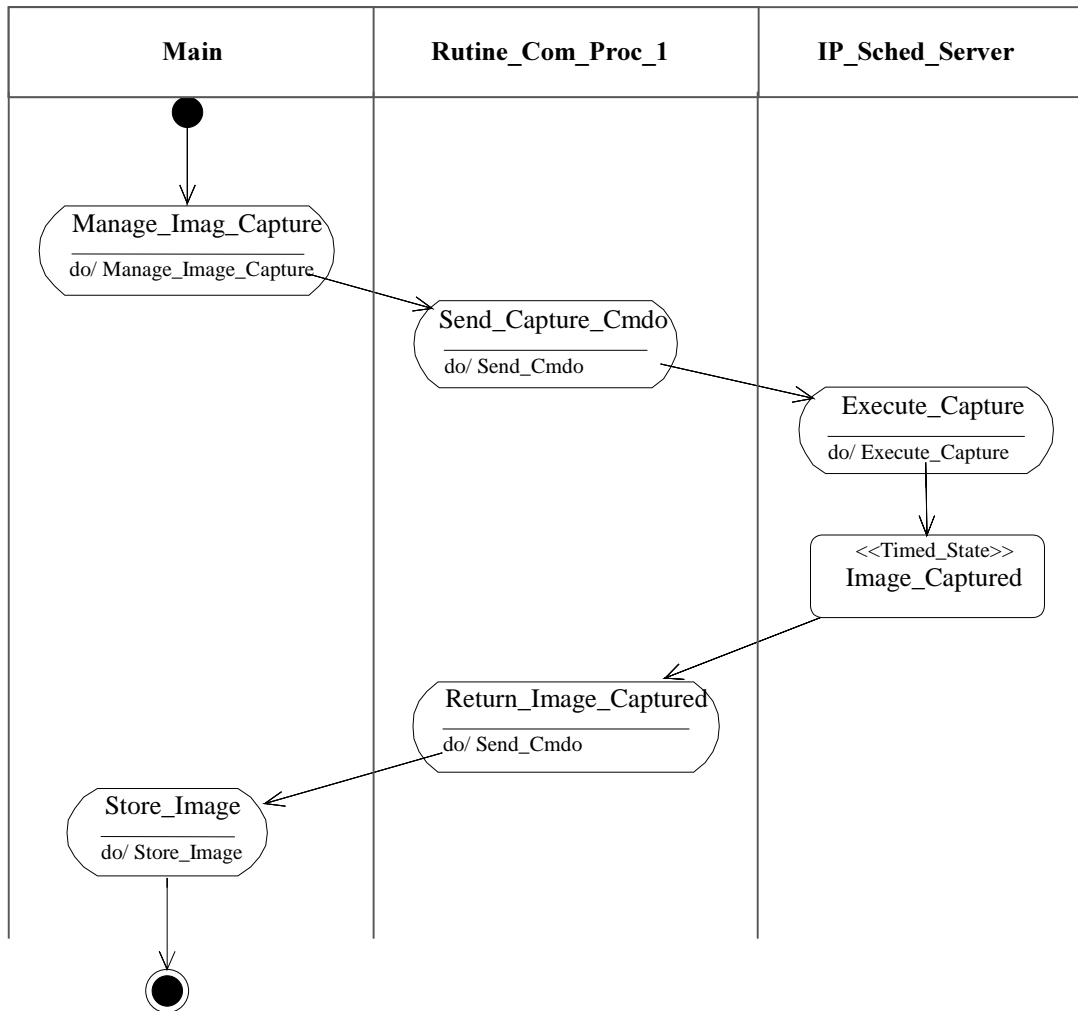 Main
Rutine_Com_Proc_1
IP_Sched_Server
Manage_Imag_Capture
do/ Manage_Image_Capture
Send_Capture_Cmdo
do/ Send_Cmdo
Execute_Capture
do/ Execute_Capture
<<Timed_State>>
Image_Captured
Return_Image_Captured
do/ Send_Cmdo
Store_Image
do/ Store_Image